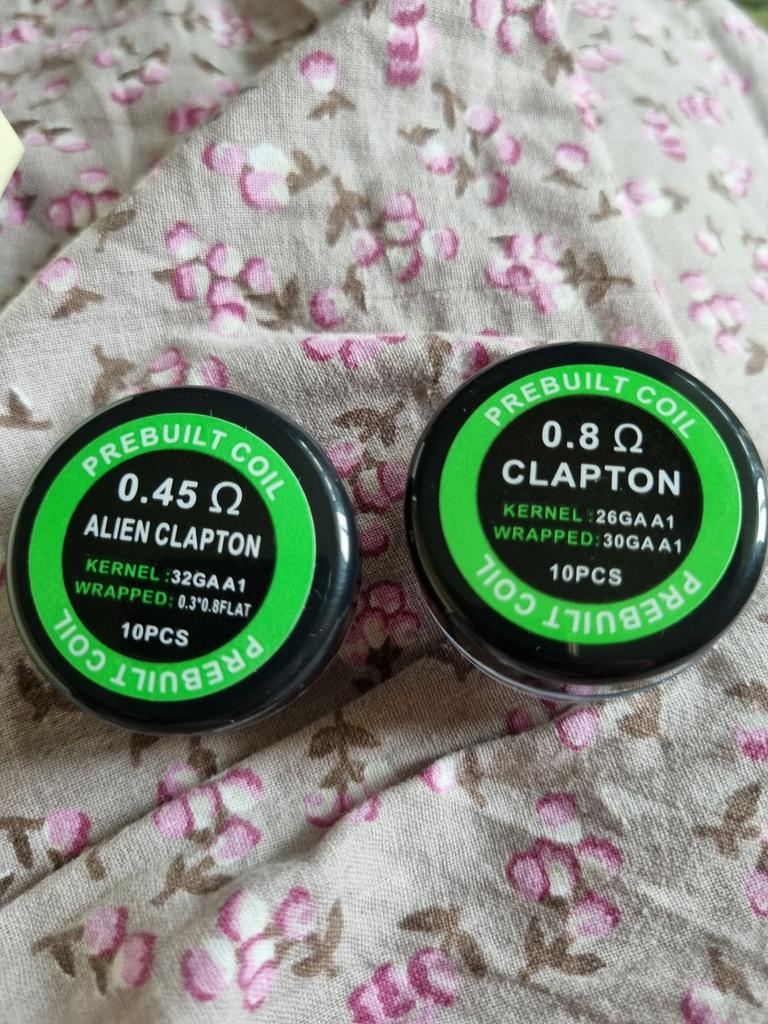 PREBUILT COIL
0.45 Ω
ALIEN CLAPTON
KERNEL :32GA A1
WRAPPED: 0.3*0.8FLAT
10PCS
PREBUILT COIL
PREBUILT COIL
0.8 Ω
CLAPTON
KERNEL :26GA A1
WRAPPED:30GA A1
10PCS
PREBUILT COIL